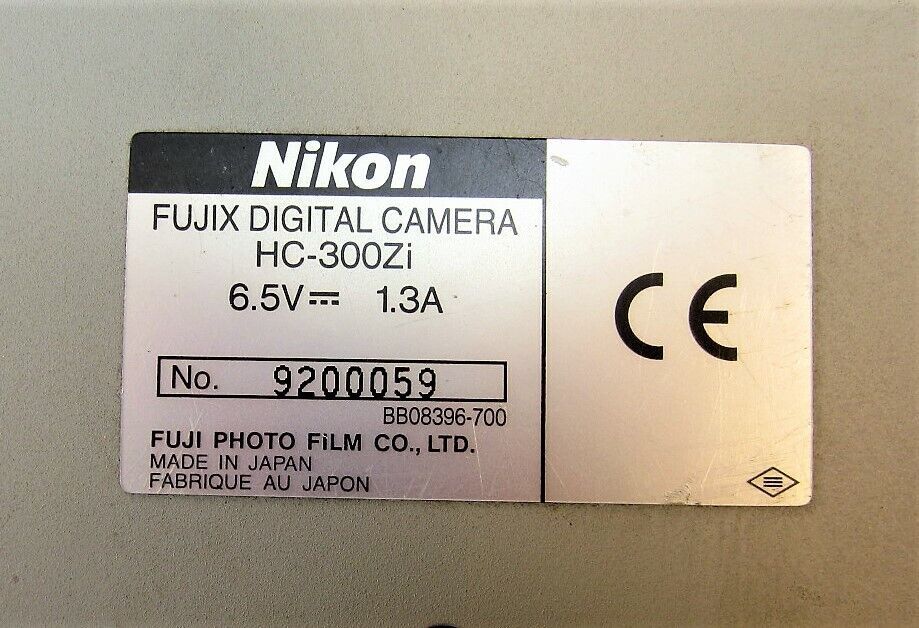 Nikon
FUJIX DIGITAL CAMERA
HC-300Zi
6.5V⎓ 1.3A
No. 9200059
BB08396-700
FUJI PHOTO FiLM CO., LTD.
MADE IN JAPAN
FABRIQUE AU JAPON
CE